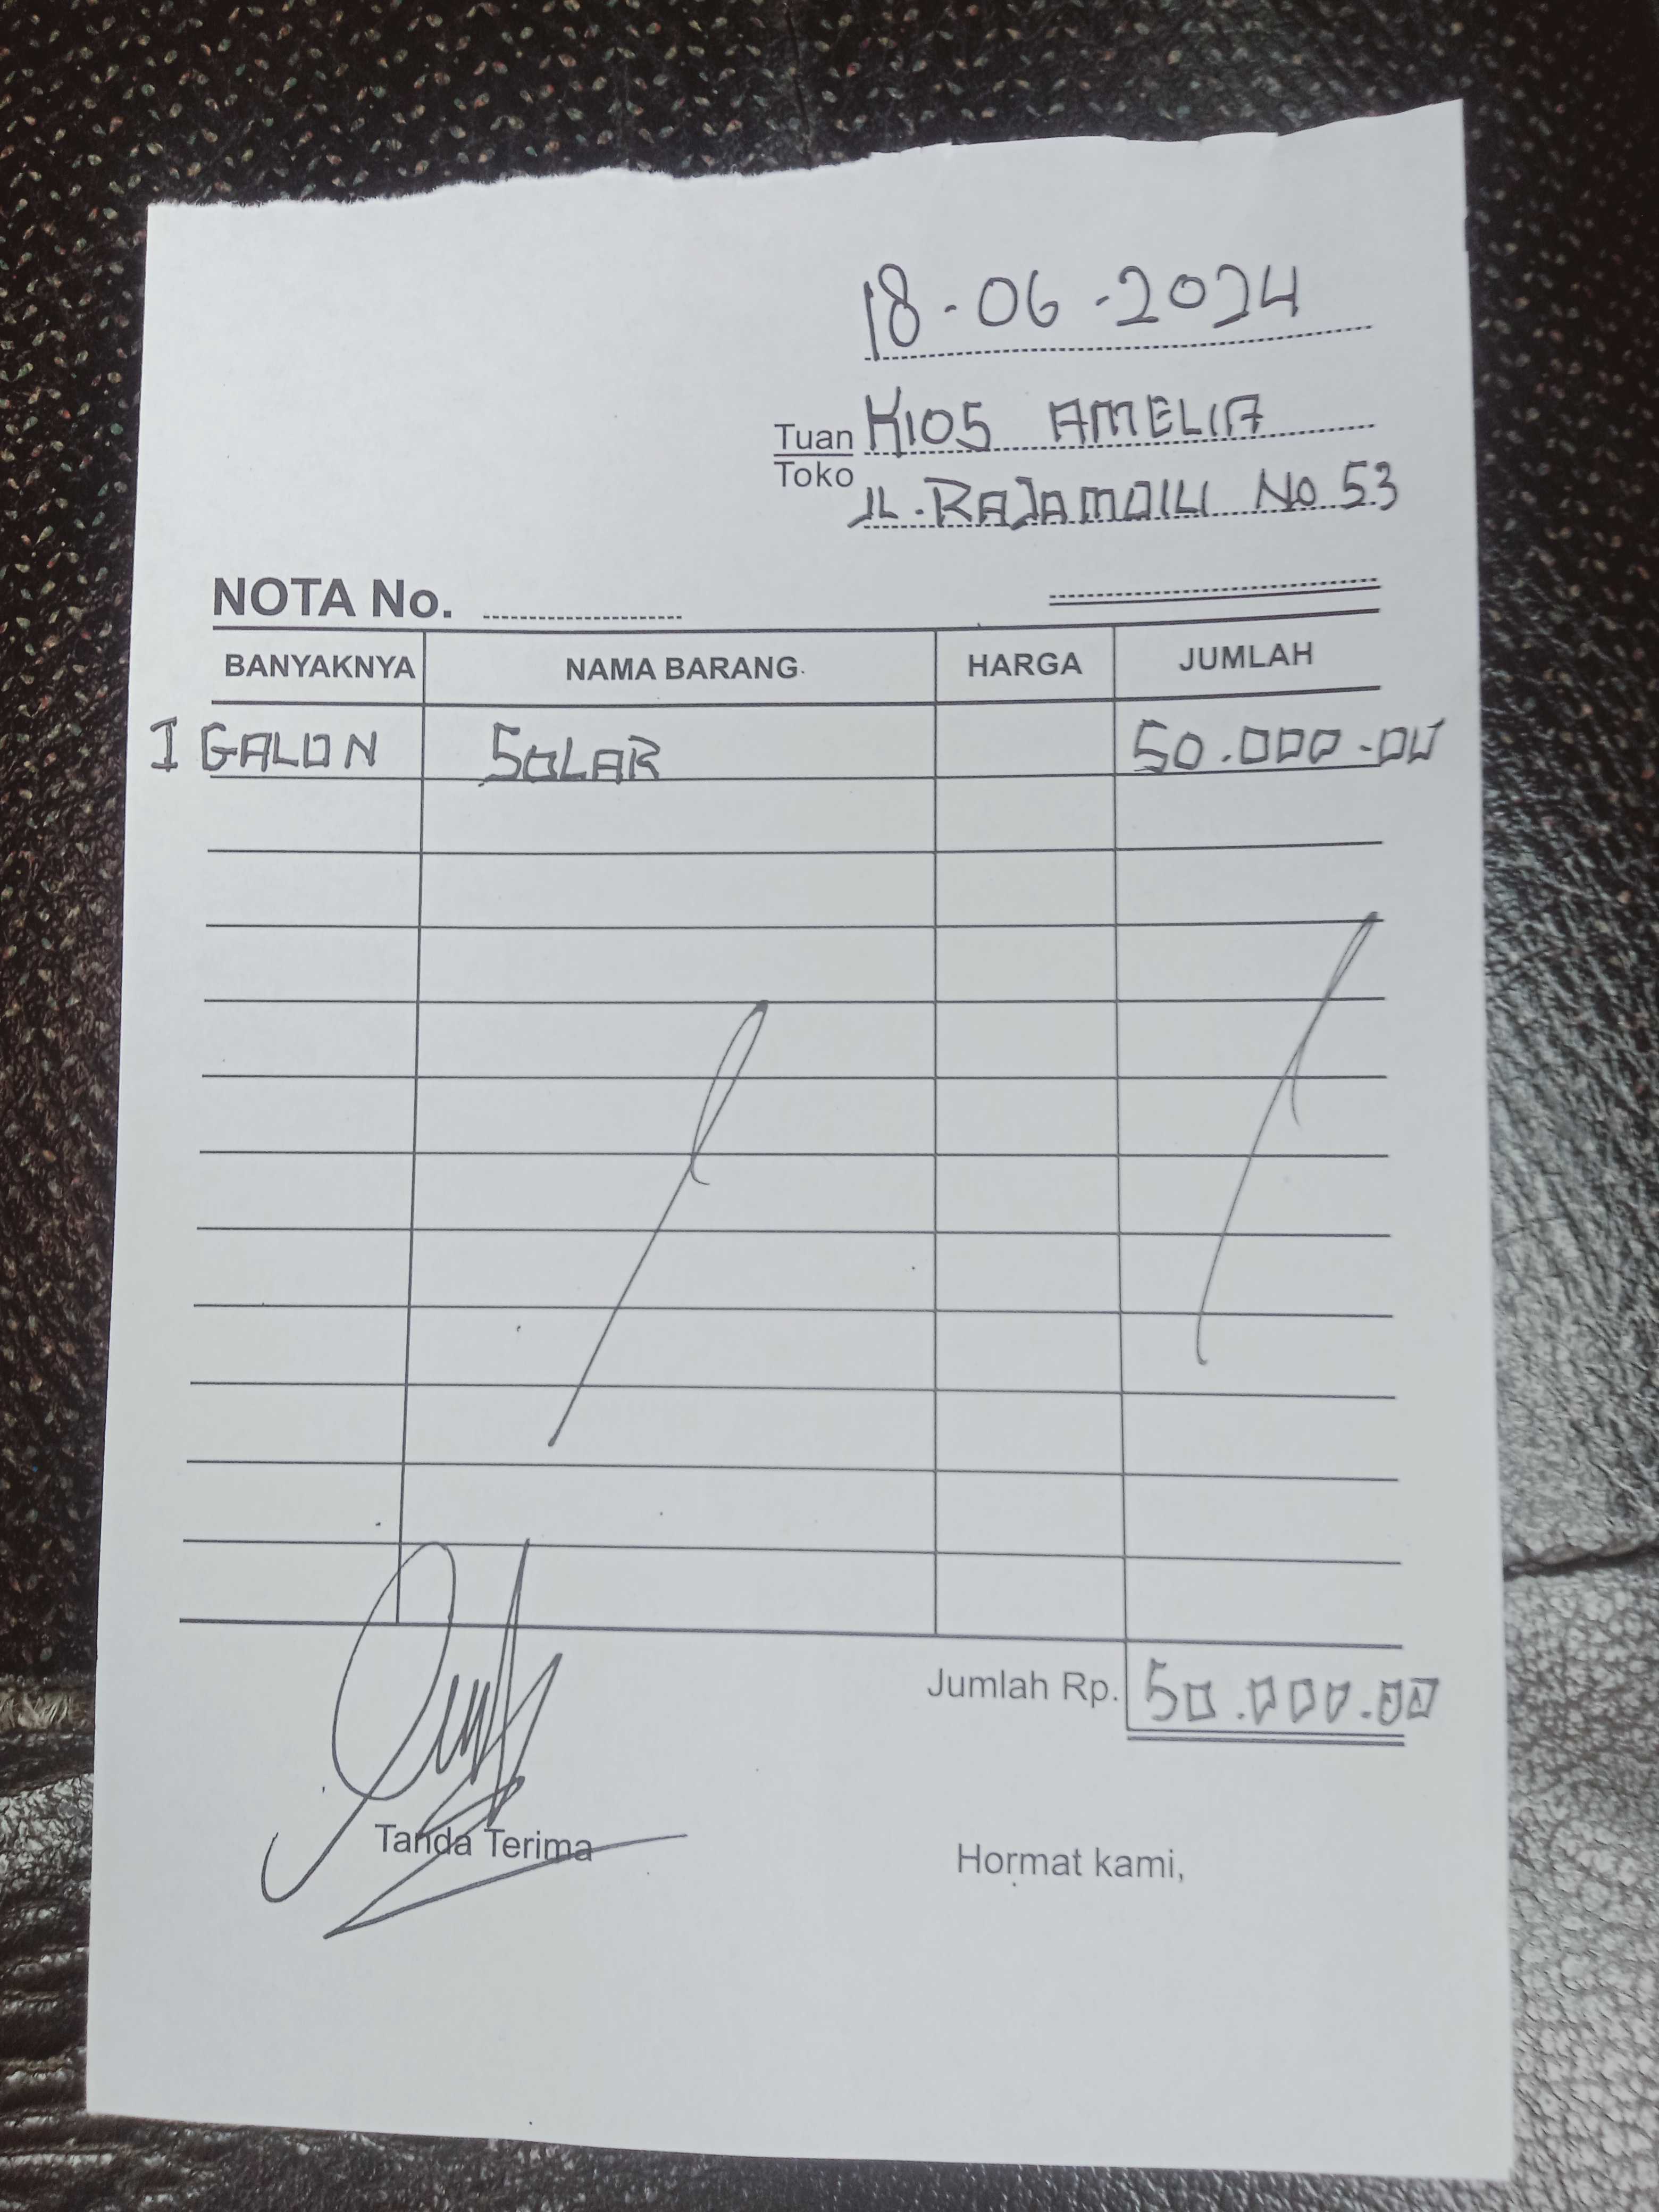 18-06-2024
Tuan KIOS AMELIA
Toko JL. RAJAMOILI No 53
NOTA No.
BANYAKNYA NAMA BARANG. HARGA JUMLAH
1 GALON SOLAR 50.000.00
Jumlah Rp. 50.000.00
Tanda Terima Hormat kami,